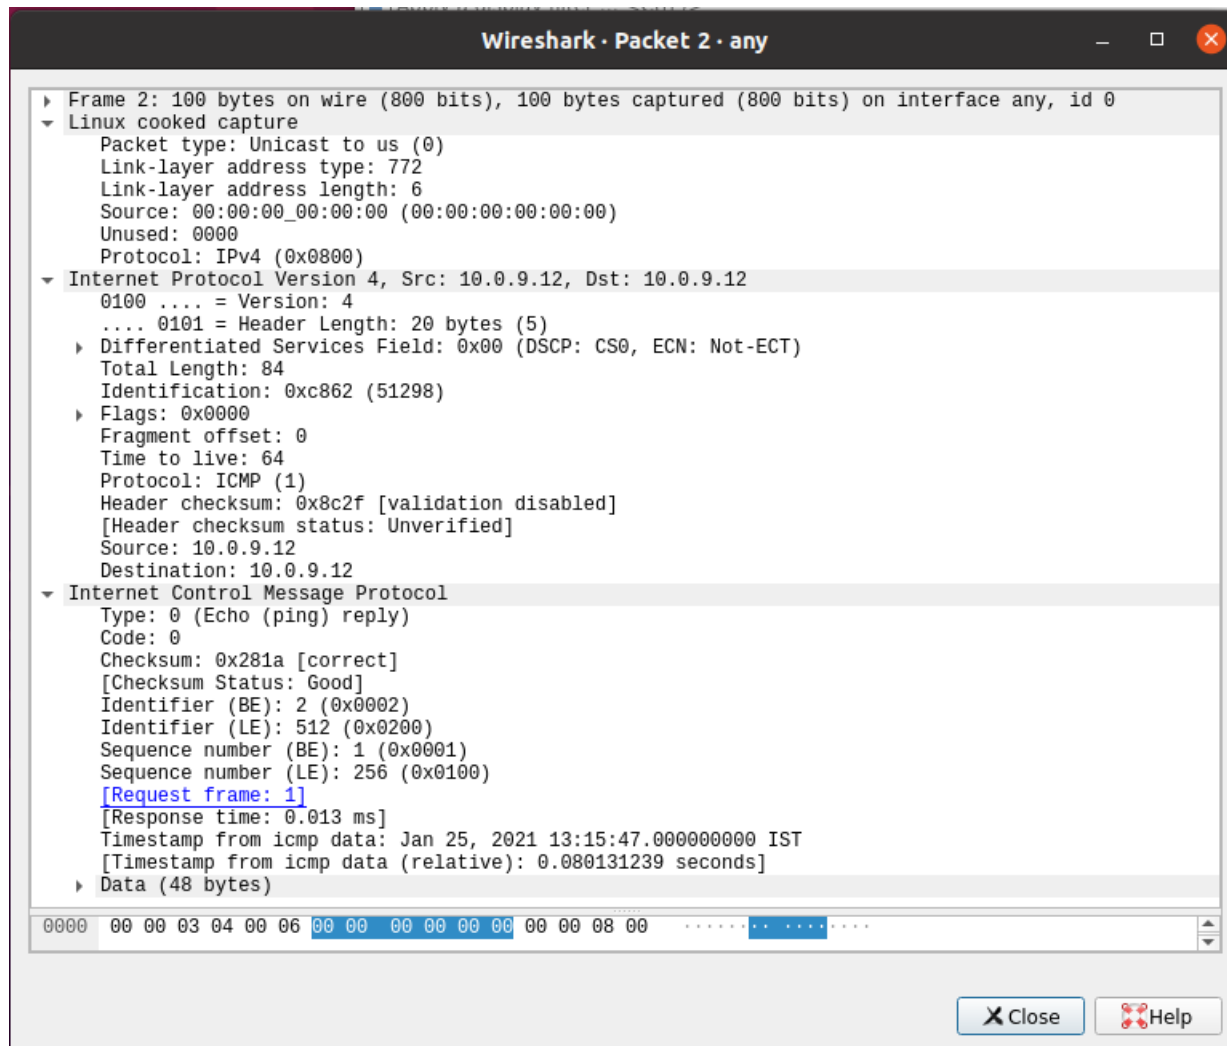 Wireshark · Packet 2 · any
Frame 2: 100 bytes on wire (800 bits), 100 bytes captured (800 bits) on interface any, id 0
Linux cooked capture
Packet type: Unicast to us (0)
Link-layer address type: 772
Link-layer address length: 6
Source: 00:00:00_00:00:00 (00:00:00:00:00:00)
Unused: 0000
Protocol: IPv4 (0x0800)
Internet Protocol Version 4, Src: 10.0.9.12, Dst: 10.0.9.12
0100 .... = Version: 4
.... 0101 = Header Length: 20 bytes (5)
Differentiated Services Field: 0x00 (DSCP: CS0, ECN: Not-ECT)
Total Length: 84
Identification: 0xc862 (51298)
Flags: 0x0000
Fragment offset: 0
Time to live: 64
Protocol: ICMP (1)
Header checksum: 0x8c2f [validation disabled]
[Header checksum status: Unverified]
Source: 10.0.9.12
Destination: 10.0.9.12
Internet Control Message Protocol
Type: 0 (Echo (ping) reply)
Code: 0
Checksum: 0x281a [correct]
[Checksum Status: Good]
Identifier (BE): 2 (0x0002)
Identifier (LE): 512 (0x0200)
Sequence number (BE): 1 (0x0001)
Sequence number (LE): 256 (0x0100)
[Request frame: 1]
[Response time: 0.013 ms]
Timestamp from icmp data: Jan 25, 2021 13:15:47.000000000 IST
[Timestamp from icmp data (relative): 0.080131239 seconds]
Data (48 bytes)
0000 00 00 03 04 00 06 00 00 00 00 00 00 00 00 08 00 ········ ········
Close Help